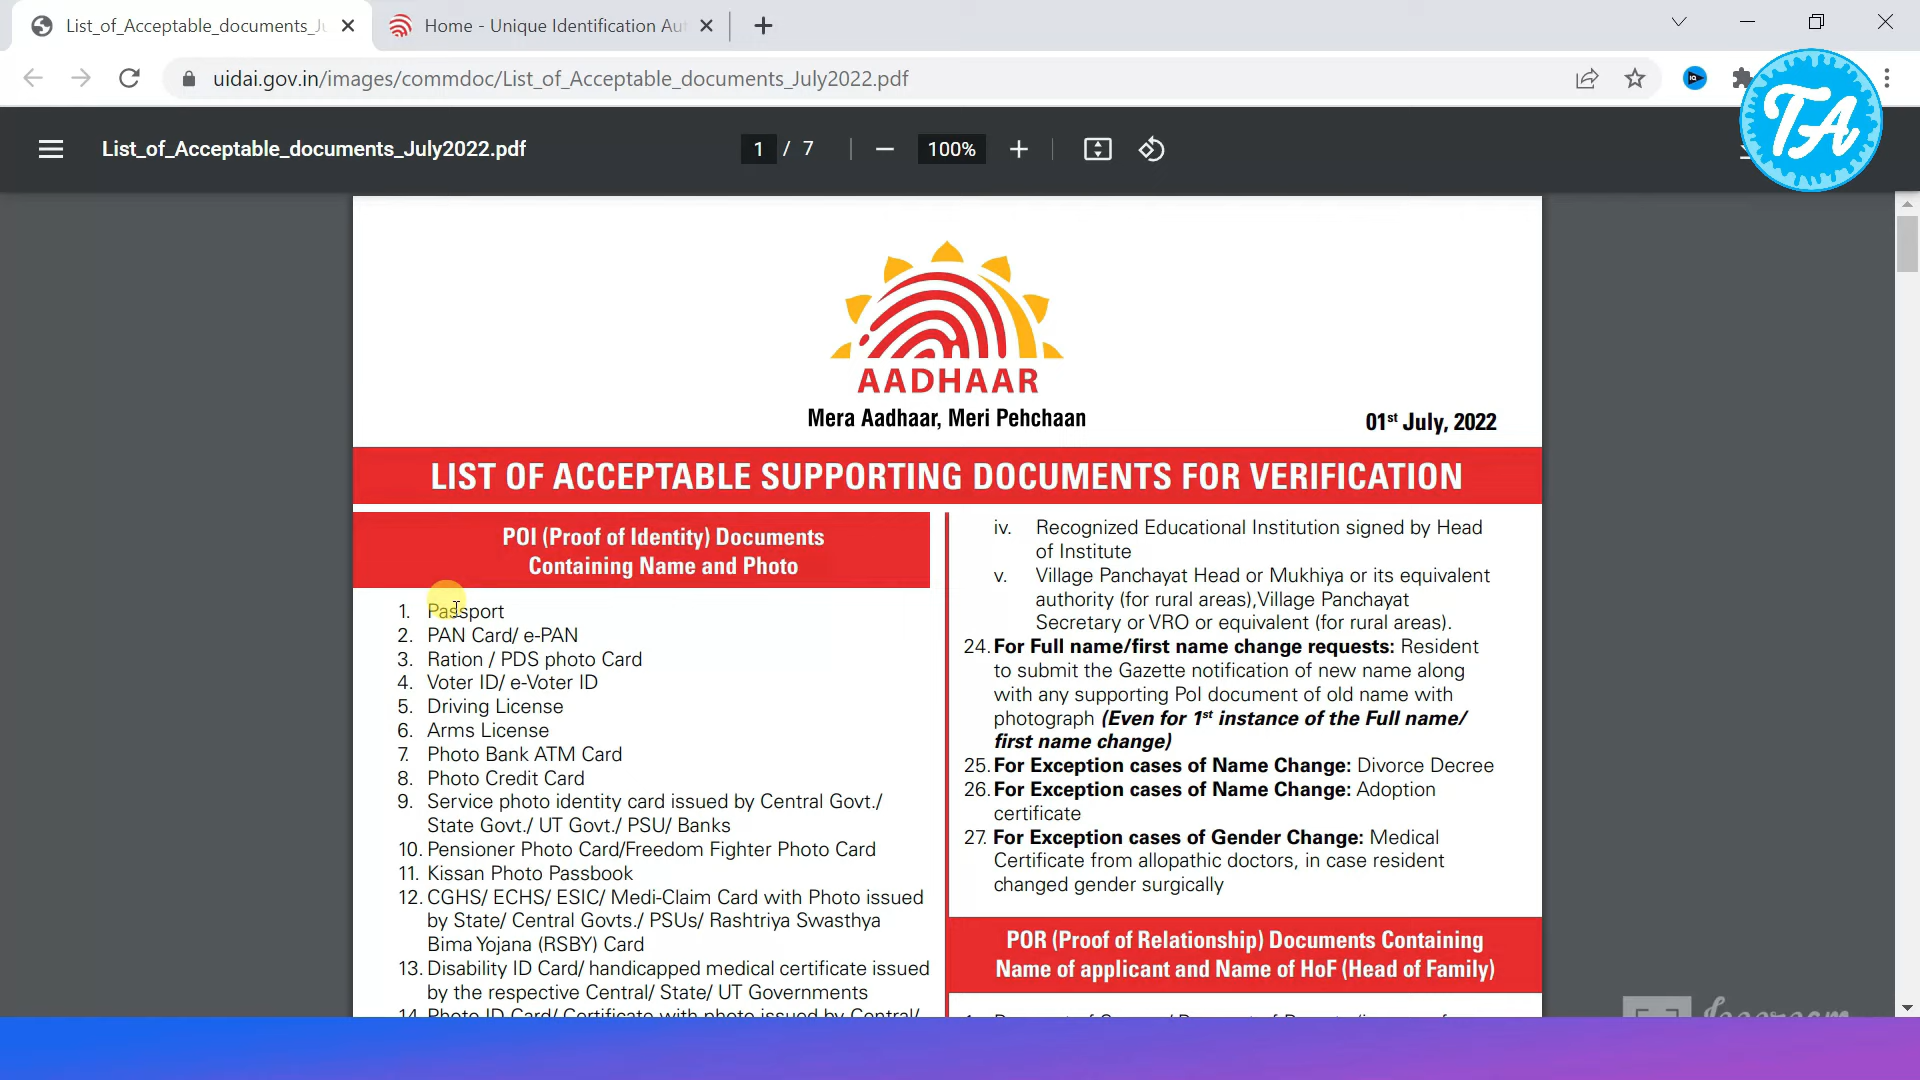 List_of_Acceptable_documents_J
Home - Unique Identification Au
uidai.gov.in/images/commdoc/List_of_Acceptable_documents_July2022.pdf
TA
List_of_Acceptable_documents_July2022.pdf
1 / 7
100%
AADHAAR
Mera Aadhaar, Meri Pehchaan
01st July, 2022
LIST OF ACCEPTABLE SUPPORTING DOCUMENTS FOR VERIFICATION
POI (Proof of Identity) Documents
Containing Name and Photo
1. Passport
2. PAN Card/ e-PAN
3. Ration / PDS photo Card
4. Voter ID/ e-Voter ID
5. Driving License
6. Arms License
7. Photo Bank ATM Card
8. Photo Credit Card
9. Service photo identity card issued by Central Govt./
State Govt./ UT Govt./ PSU/ Banks
10. Pensioner Photo Card/Freedom Fighter Photo Card
11. Kissan Photo Passbook
12. CGHS/ ECHS/ ESIC/ Medi-Claim Card with Photo issued
by State/ Central Govts./ PSUs/ Rashtriya Swasthya
Bima Yojana (RSBY) Card
13. Disability ID Card/ handicapped medical certificate issued
by the respective Central/ State/ UT Governments
14. Photo ID Card/ Certificate with photo issued by Central/
iv. Recognized Educational Institution signed by Head
of Institute
v. Village Panchayat Head or Mukhiya or its equivalent
authority (for rural areas),Village Panchayat
Secretary or VRO or equivalent (for rural areas).
24. For Full name/first name change requests: Resident
to submit the Gazette notification of new name along
with any supporting PoI document of old name with
photograph (Even for 1st instance of the Full name/
first name change)
25. For Exception cases of Name Change: Divorce Decree
26. For Exception cases of Name Change: Adoption
certificate
27. For Exception cases of Gender Change: Medical
Certificate from allopathic doctors, in case resident
changed gender surgically
POR (Proof of Relationship) Documents Containing
Name of applicant and Name of HoF (Head of Family)